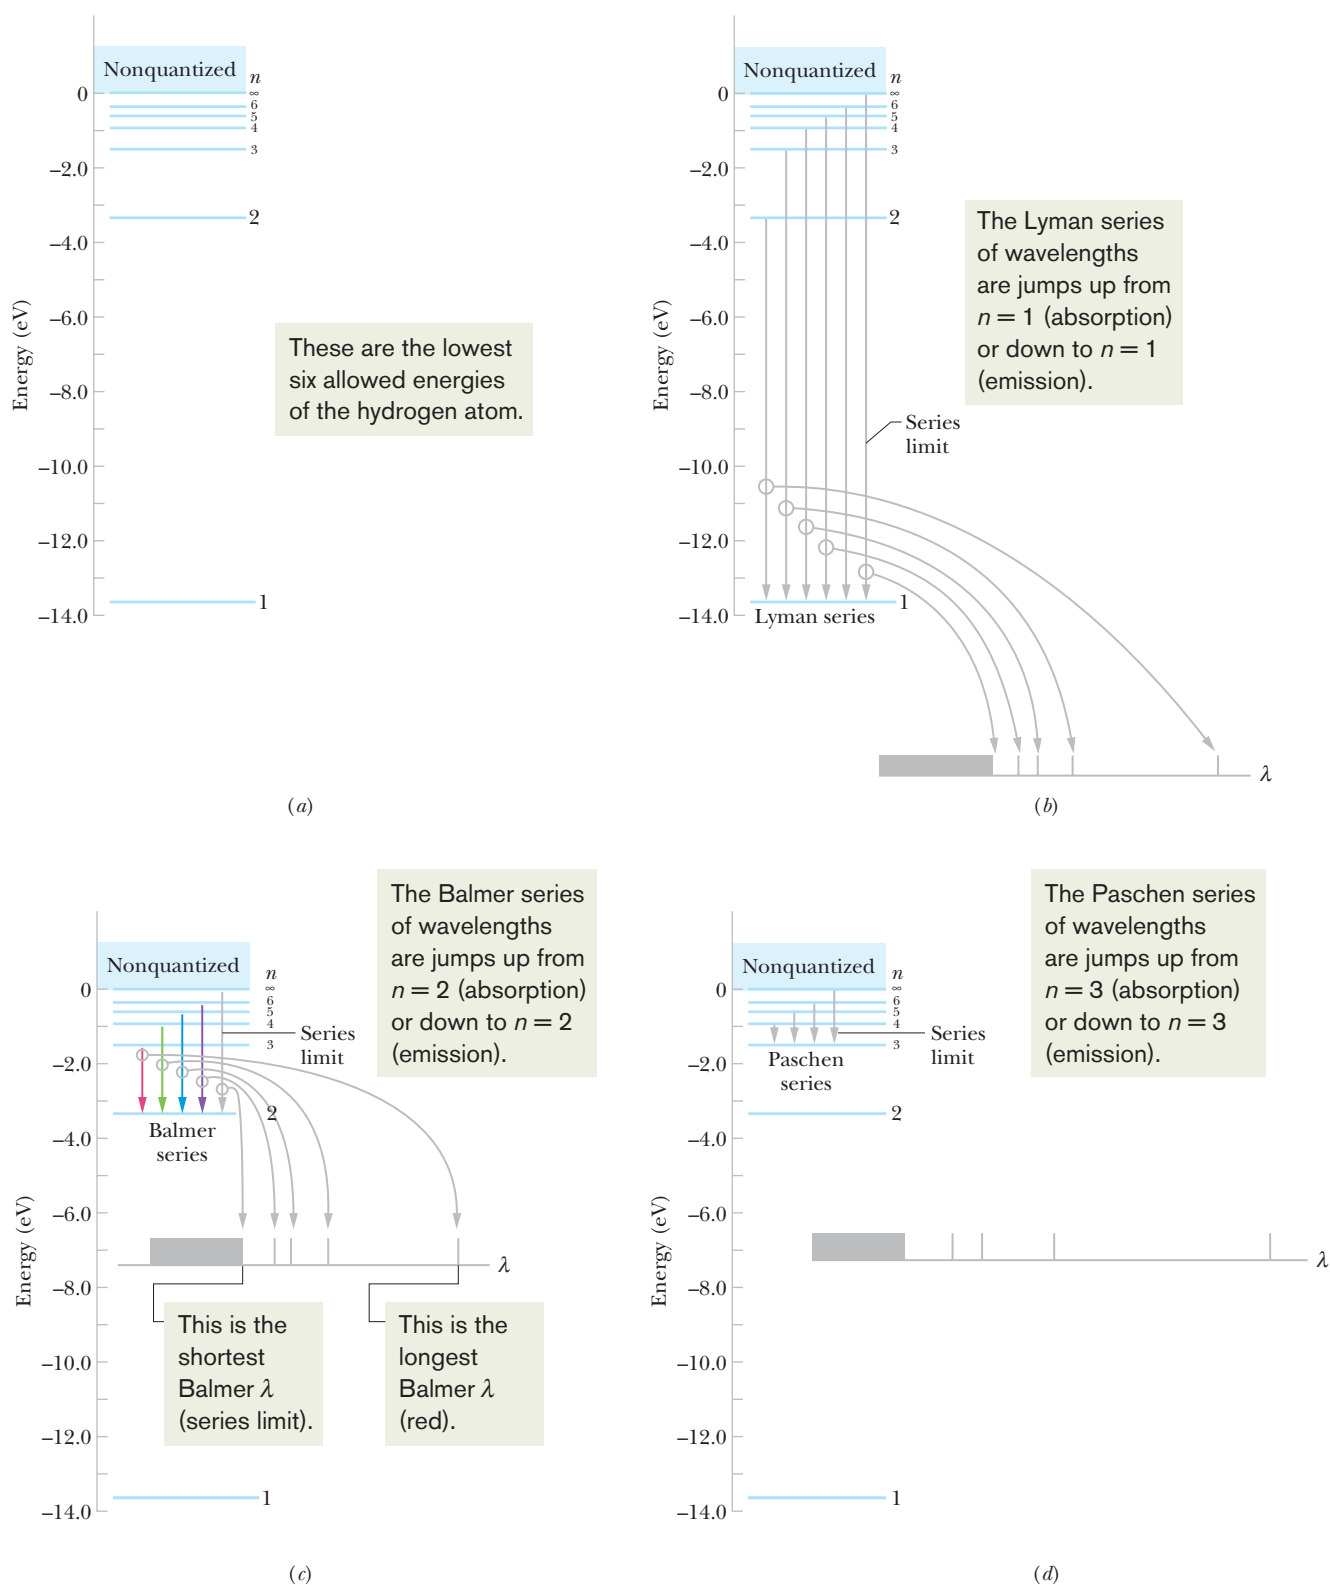 Nonquantized
n
0
∞
6
5
4
3
–2.0
2
–4.0
–6.0
–8.0
–10.0
–12.0
1
–14.0
Energy (eV)
These are the lowest
six allowed energies
of the hydrogen atom.
(a)
Nonquantized
n
0
∞
6
5
4
3
–2.0
2
–4.0
–6.0
–8.0
–10.0
–12.0
1
–14.0
Energy (eV)
The Lyman series
of wavelengths
are jumps up from
n = 1 (absorption)
or down to n = 1
(emission).
Series
limit
Lyman series
λ
(b)
The Balmer series
of wavelengths
are jumps up from
n = 2 (absorption)
or down to n = 2
(emission).
Nonquantized
n
0
∞
6
5
4
3
Series
limit
–2.0
2
Balmer
series
–4.0
–6.0
λ
–8.0
–10.0
–12.0
1
–14.0
Energy (eV)
This is the
shortest
Balmer λ
(series limit).
This is the
longest
Balmer λ
(red).
(c)
The Paschen series
of wavelengths
are jumps up from
n = 3 (absorption)
or down to n = 3
(emission).
Nonquantized
n
0
∞
6
5
4
3
Series
limit
Paschen
series
–2.0
2
–4.0
–6.0
λ
–8.0
–10.0
–12.0
1
–14.0
Energy (eV)
(d)